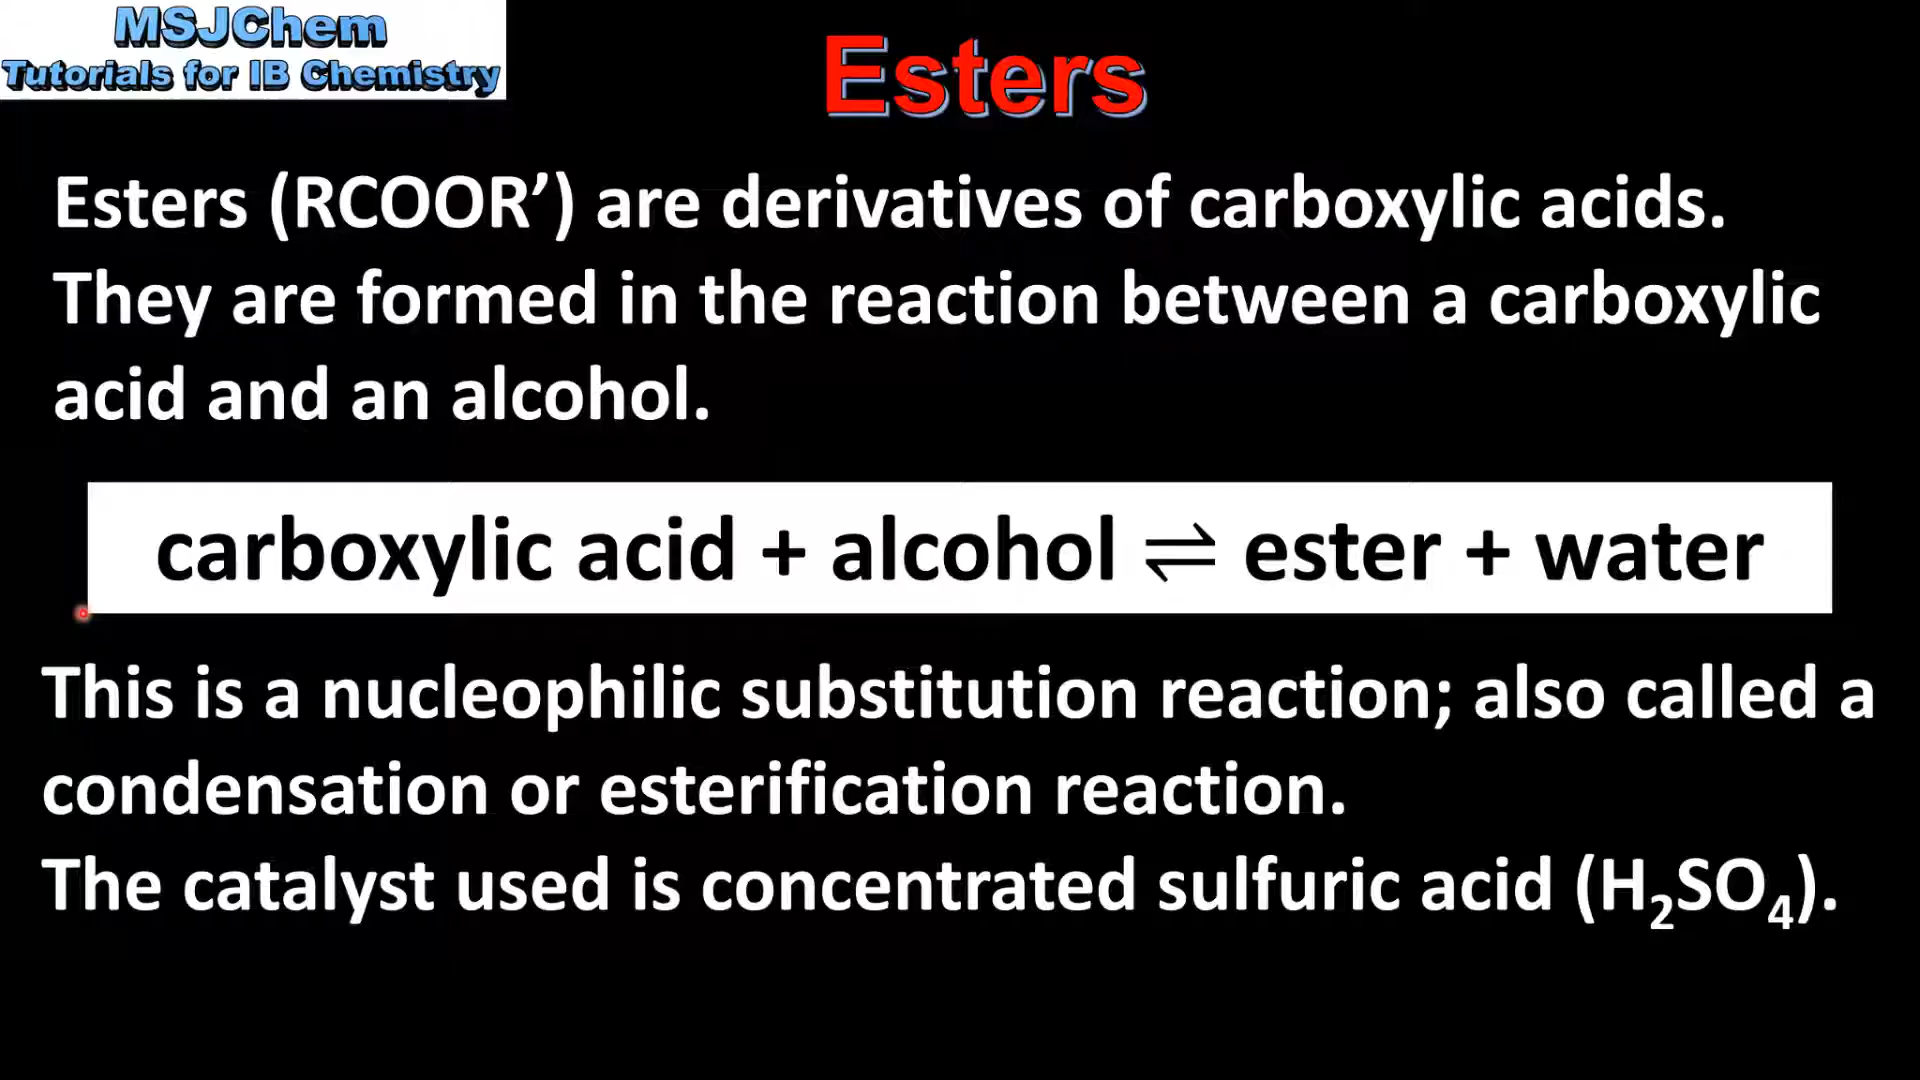 MSJChem
Tutorials for IB Chemistry
Esters
Esters (RCOOR’) are derivatives of carboxylic acids.
They are formed in the reaction between a carboxylic
acid and an alcohol.
carboxylic acid + alcohol ⇌ ester + water
This is a nucleophilic substitution reaction; also called a
condensation or esterification reaction.
The catalyst used is concentrated sulfuric acid (H₂SO₄).